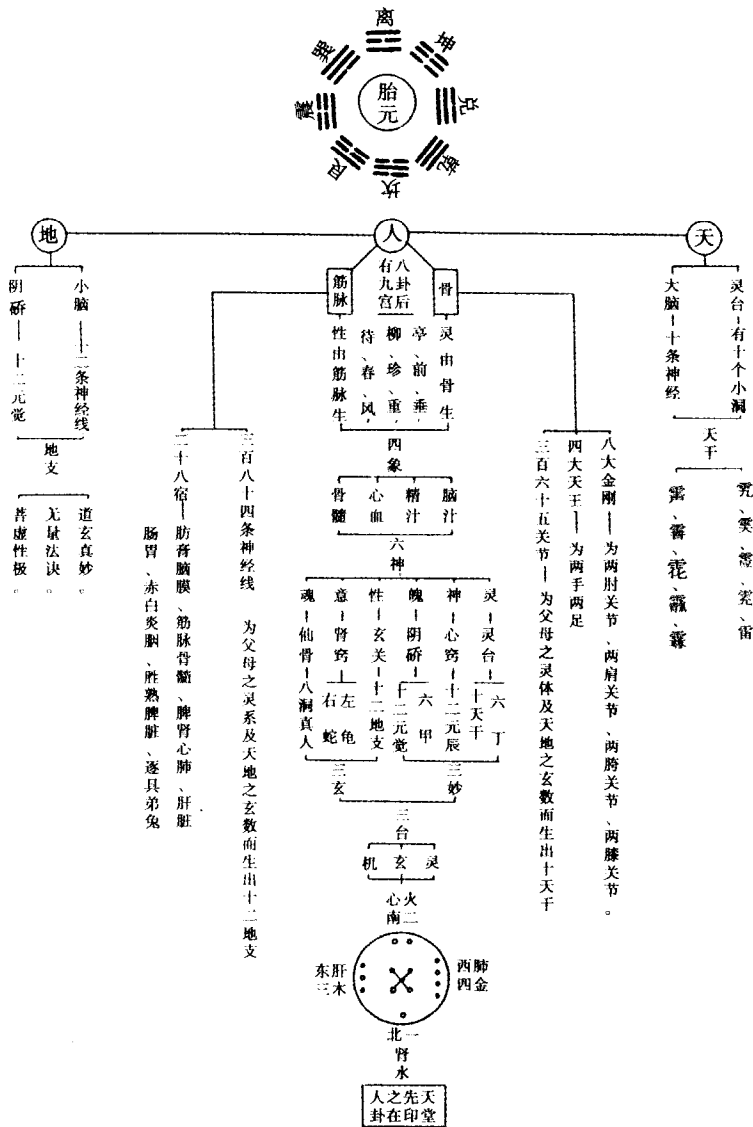 离
坤
兑
乾
坎
艮
震
巽
胎元
天
人
地
灵台—有十个小洞
大脑—十条神经
天干
雷
骨
八卦后
有九宫
筋脉
灵由骨生
亭、前、垂、
柳、珍、重、
待、春、风、
性由筋脉生
四象
脑汁
精汁
心血
骨髓
六神
灵—灵台—十天干
六丁
神—心窍—十二元辰
魄—阴硚—十二元觉
六甲
性—玄关—十二地支
意—肾窍
左龟
右蛇
魂—仙骨—八洞真人
三妙
三玄
三台
灵
玄
机
八大金刚——为两肘关节、两肩关节、两胯关节、两膝关节。
四大天王——为两手两足
三百六十五关节——为父母之灵体及天地之玄数而生出十天干
三百八十四条神经线 为父母之灵系及天地之玄数而生出十二地支
二十八宿——肪膏脑膜、筋脉骨髓、脾肾心肺、肝脏
肠胃、赤白炎胭、胜熟脾脏、逐具弟兔
小脑——十二条神经线
阴硚——十二元觉
地支
道玄真妙。
无量法诀。
菩虚性极。
心火
南二
东肝
三木
西肺
四金
北一
肾
水
人之先天
卦在印堂